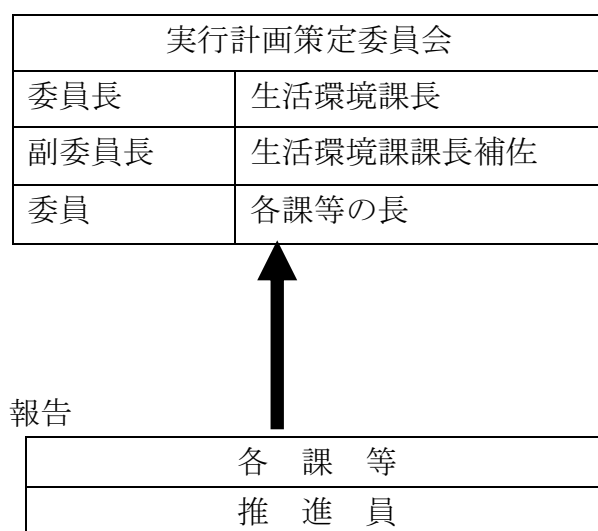 実行計画策定委員会
委員長 生活環境課長
副委員長 生活環境課課長補佐
委員 各課等の長
報告
各 課 等
推 進 員